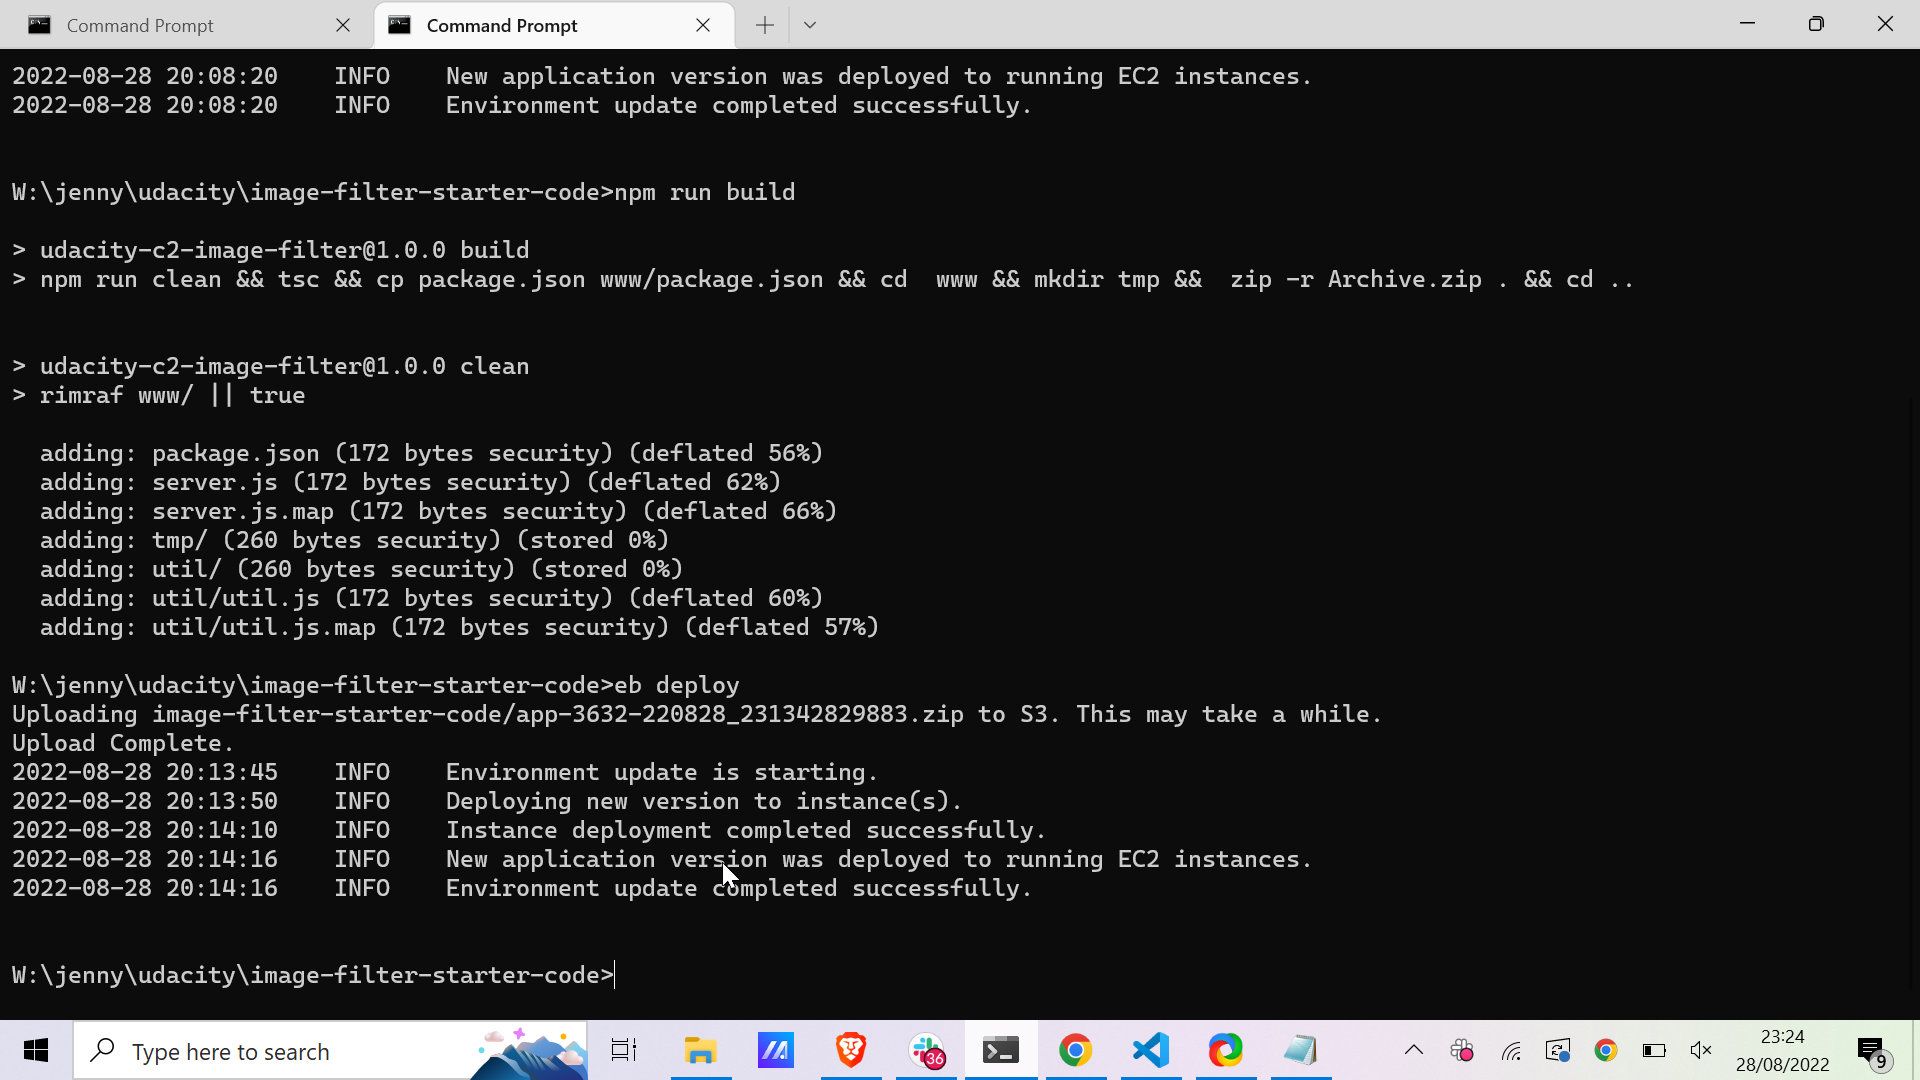 Command Prompt
Command Prompt
2022-08-28 20:08:20    INFO    New application version was deployed to running EC2 instances.
2022-08-28 20:08:20    INFO    Environment update completed successfully.
W:\jenny\udacity\image-filter-starter-code>npm run build
> udacity-c2-image-filter@1.0.0 build
> npm run clean && tsc && cp package.json www/package.json && cd  www && mkdir tmp &&  zip -r Archive.zip . && cd ..
> udacity-c2-image-filter@1.0.0 clean
> rimraf www/ || true
  adding: package.json (172 bytes security) (deflated 56%)
  adding: server.js (172 bytes security) (deflated 62%)
  adding: server.js.map (172 bytes security) (deflated 66%)
  adding: tmp/ (260 bytes security) (stored 0%)
  adding: util/ (260 bytes security) (stored 0%)
  adding: util/util.js (172 bytes security) (deflated 60%)
  adding: util/util.js.map (172 bytes security) (deflated 57%)
W:\jenny\udacity\image-filter-starter-code>eb deploy
Uploading image-filter-starter-code/app-3632-220828_231342829883.zip to S3. This may take a while.
Upload Complete.
2022-08-28 20:13:45    INFO    Environment update is starting.
2022-08-28 20:13:50    INFO    Deploying new version to instance(s).
2022-08-28 20:14:10    INFO    Instance deployment completed successfully.
2022-08-28 20:14:16    INFO    New application version was deployed to running EC2 instances.
2022-08-28 20:14:16    INFO    Environment update completed successfully.
W:\jenny\udacity\image-filter-starter-code>
Type here to search
36
23:24
28/08/2022
9